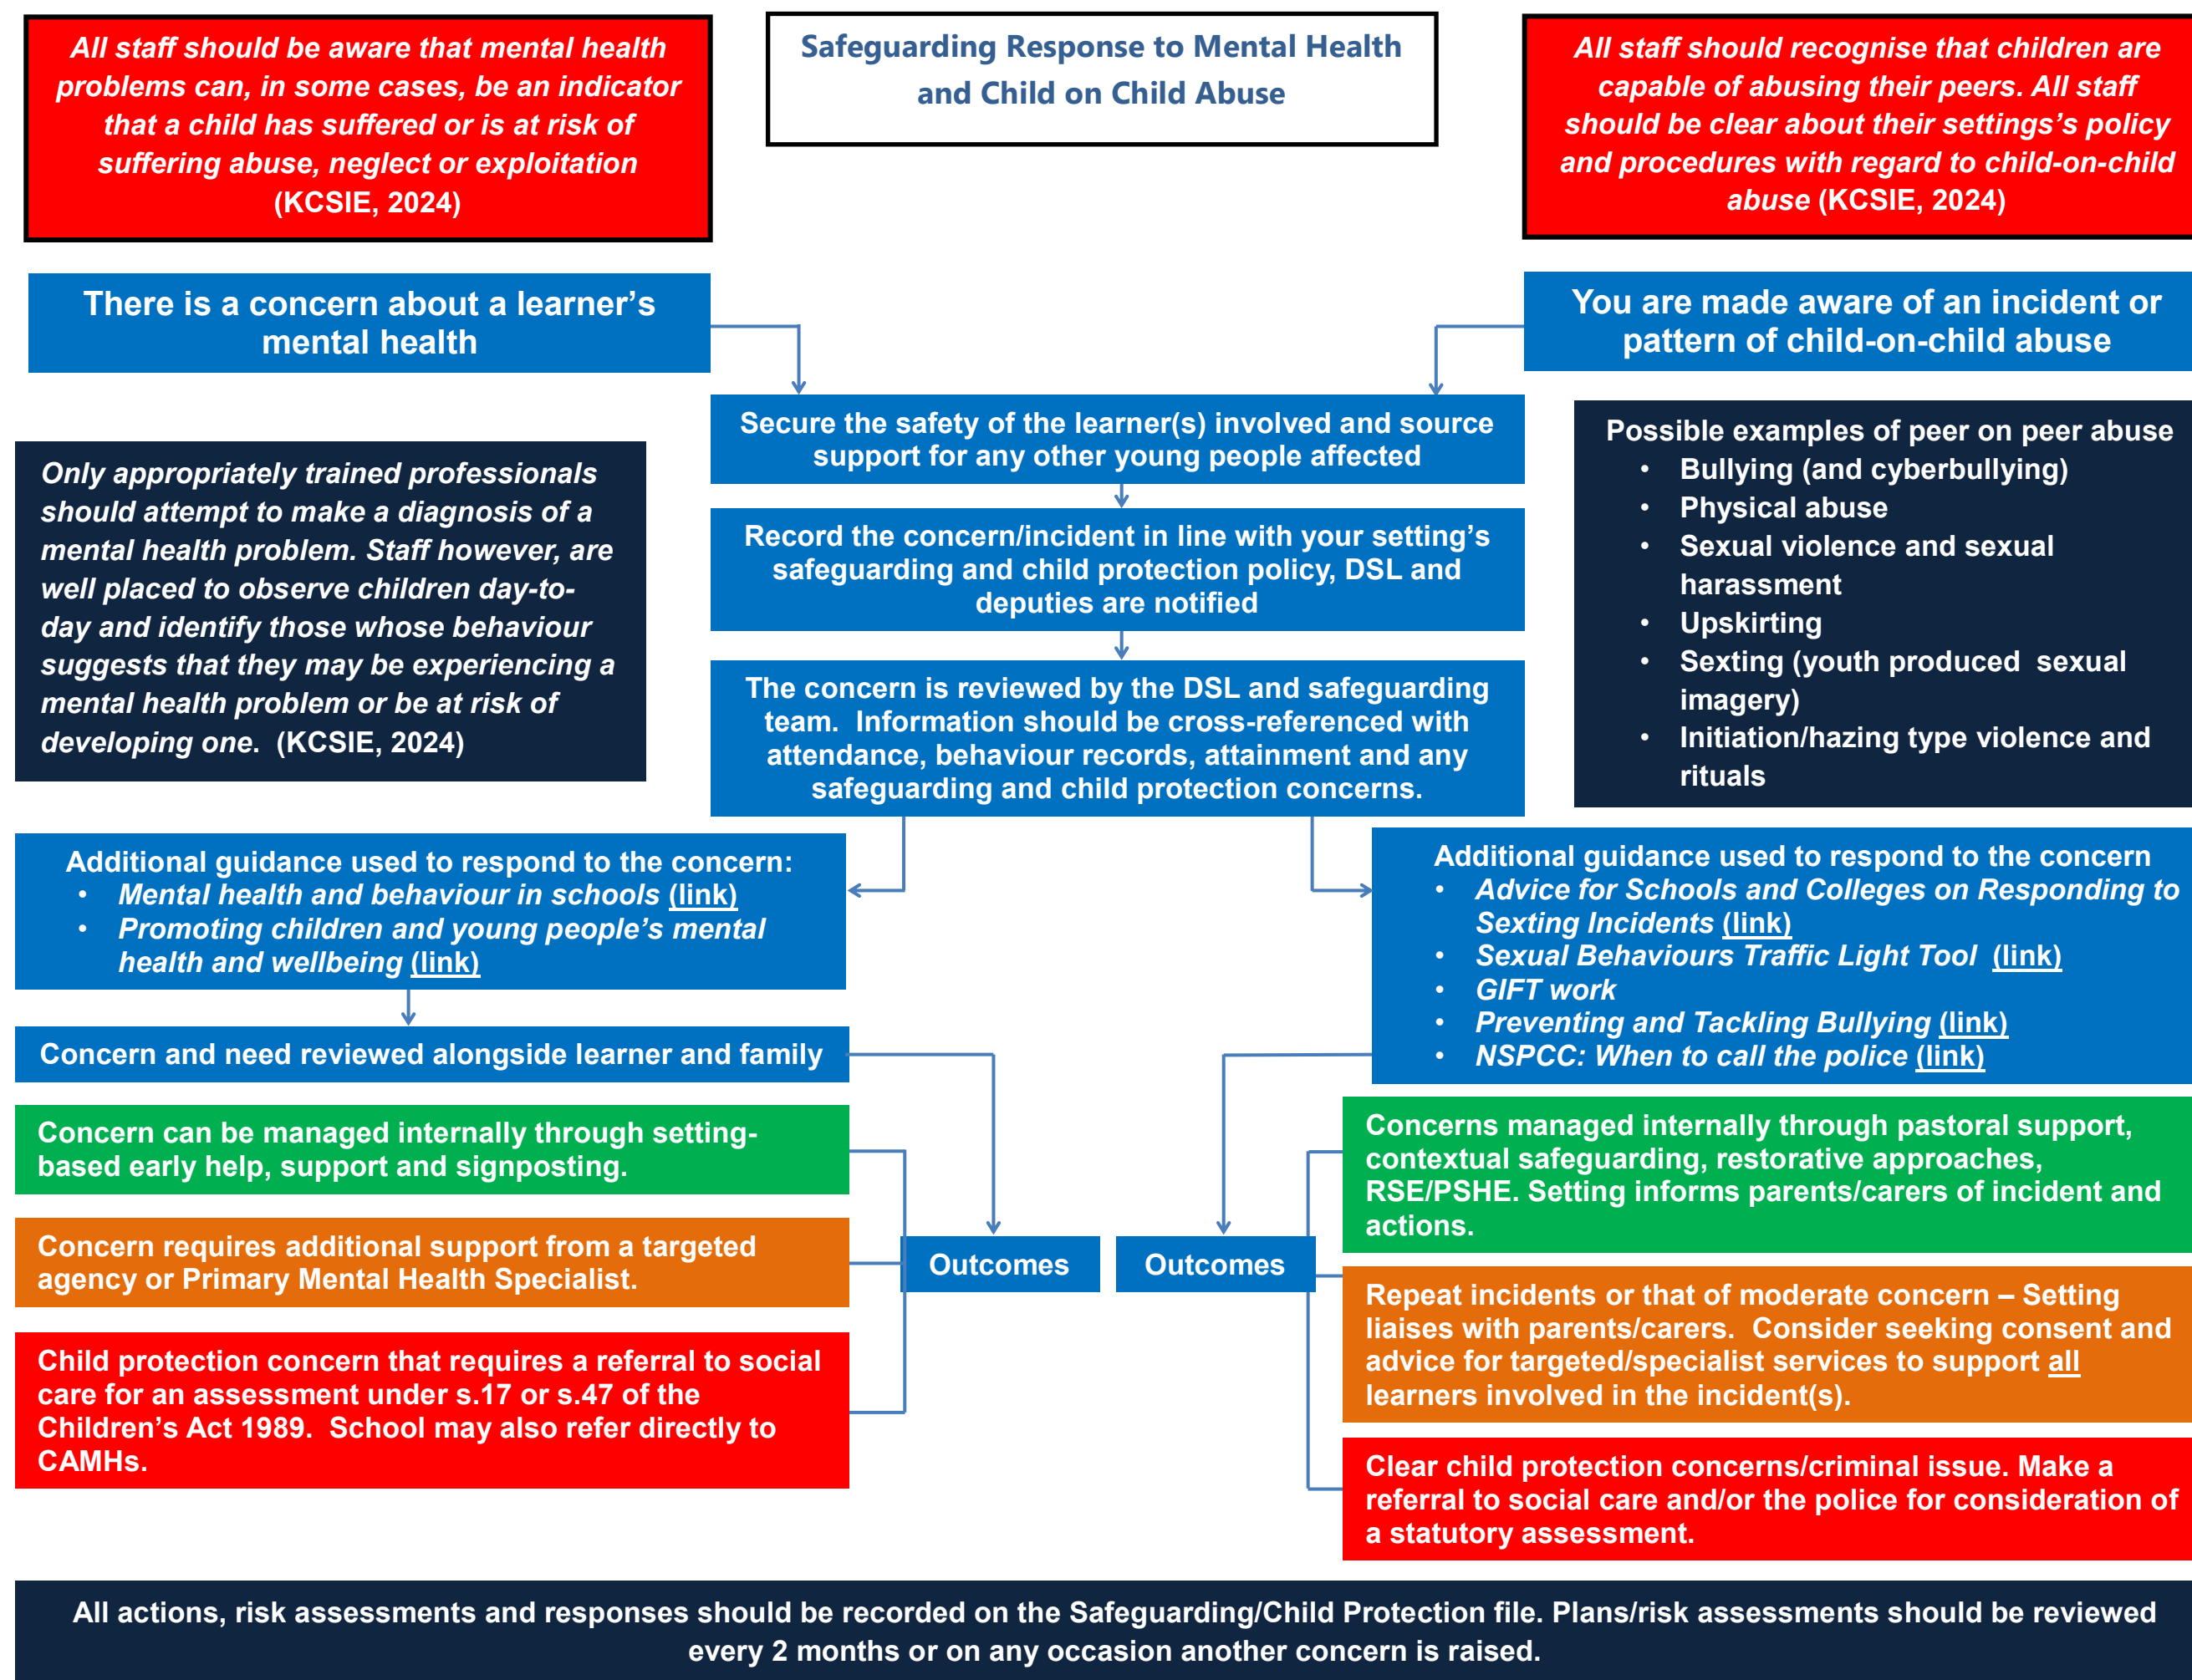 All staff should be aware that mental health
problems can, in some cases, be an indicator
that a child has suffered or is at risk of
suffering abuse, neglect or exploitation
(KCSIE, 2024)
Safeguarding Response to Mental Health
and Child on Child Abuse
All staff should recognise that children are
capable of abusing their peers. All staff
should be clear about their settings's policy
and procedures with regard to child-on-child
abuse (KCSIE, 2024)
There is a concern about a learner’s
mental health
You are made aware of an incident or
pattern of child-on-child abuse
Secure the safety of the learner(s) involved and source
support for any other young people affected
Only appropriately trained professionals
should attempt to make a diagnosis of a
mental health problem. Staff however, are
well placed to observe children day-to-
day and identify those whose behaviour
suggests that they may be experiencing a
mental health problem or be at risk of
developing one. (KCSIE, 2024)
Record the concern/incident in line with your setting’s
safeguarding and child protection policy, DSL and
deputies are notified
The concern is reviewed by the DSL and safeguarding
team. Information should be cross-referenced with
attendance, behaviour records, attainment and any
safeguarding and child protection concerns.
Possible examples of peer on peer abuse
• Bullying (and cyberbullying)
• Physical abuse
• Sexual violence and sexual
harassment
• Upskirting
• Sexting (youth produced sexual
imagery)
• Initiation/hazing type violence and
rituals
Additional guidance used to respond to the concern:
• Mental health and behaviour in schools (link)
• Promoting children and young people’s mental
health and wellbeing (link)
Additional guidance used to respond to the concern
• Advice for Schools and Colleges on Responding to
Sexting Incidents (link)
• Sexual Behaviours Traffic Light Tool (link)
• GIFT work
• Preventing and Tackling Bullying (link)
• NSPCC: When to call the police (link)
Concern and need reviewed alongside learner and family
Concern can be managed internally through setting-
based early help, support and signposting.
Concern requires additional support from a targeted
agency or Primary Mental Health Specialist.
Child protection concern that requires a referral to social
care for an assessment under s.17 or s.47 of the
Children’s Act 1989. School may also refer directly to
CAMHs.
Outcomes
Outcomes
Concerns managed internally through pastoral support,
contextual safeguarding, restorative approaches,
RSE/PSHE. Setting informs parents/carers of incident and
actions.
Repeat incidents or that of moderate concern – Setting
liaises with parents/carers. Consider seeking consent and
advice for targeted/specialist services to support all
learners involved in the incident(s).
Clear child protection concerns/criminal issue. Make a
referral to social care and/or the police for consideration of
a statutory assessment.
All actions, risk assessments and responses should be recorded on the Safeguarding/Child Protection file. Plans/risk assessments should be reviewed
every 2 months or on any occasion another concern is raised.